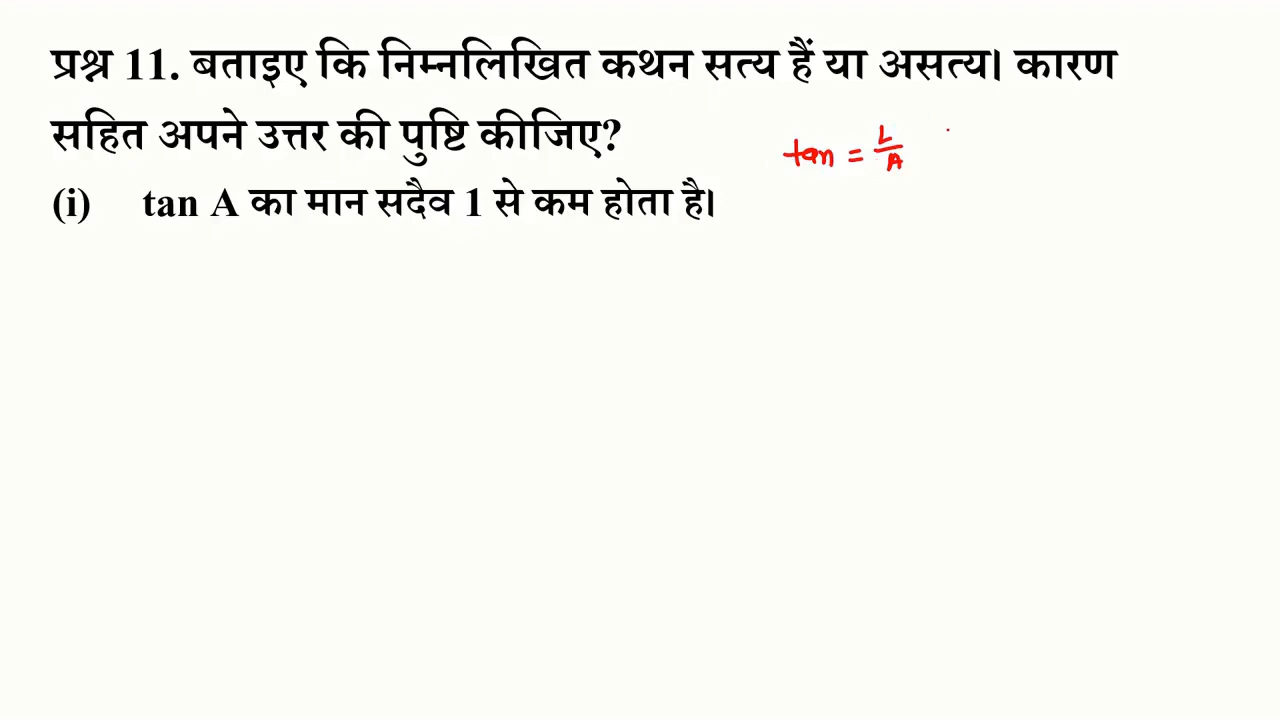 प्रश्न 11. बताइए कि निम्नलिखित कथन सत्य हैं या असत्य। कारण
सहित अपने उत्तर की पुष्टि कीजिए?
tan = L/A
(i) tan A का मान सदैव 1 से कम होता है।